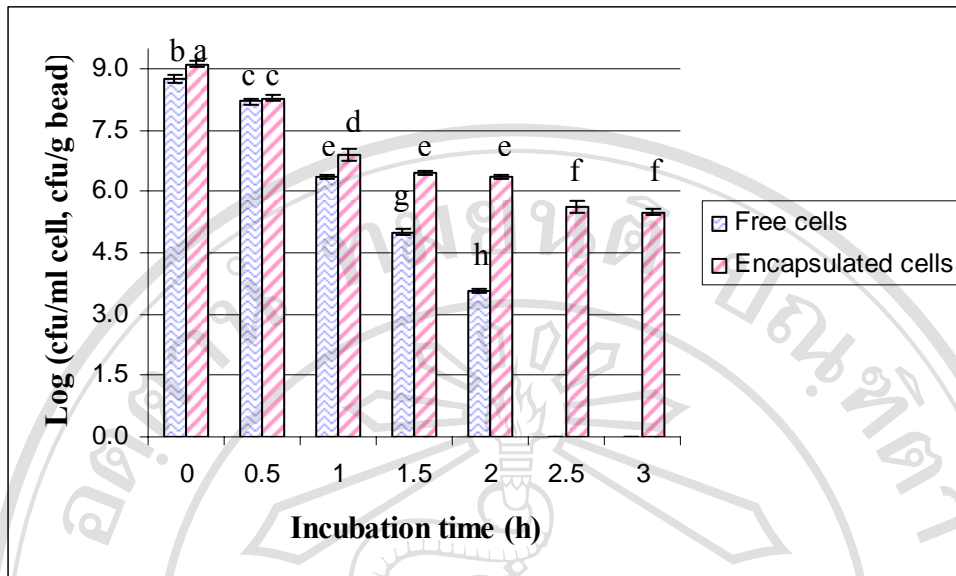 b a
c c
e d
g e
h e
f
f
9.0
7.5
6.0
4.5
3.0
1.5
0.0
Log (cfu/ml cell, cfu/g bead)
0 0.5 1 1.5 2 2.5 3
Incubation time (h)
Free cells
Encapsulated cells